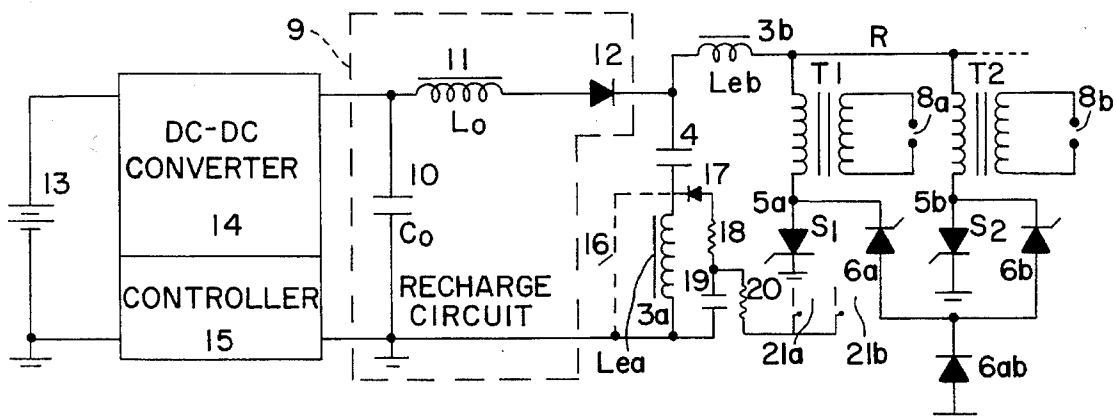 9
11
12
3b
R
Lo
Leb
T1
T2
8a
8b
DC-DC
CONVERTER
14
13
10
Co
4
17
5a
5b
S1
S2
16
18
19
20
6a
6b
CONTROLLER
15
RECHARGE
CIRCUIT
3a
Lea
21a
21b
6ab